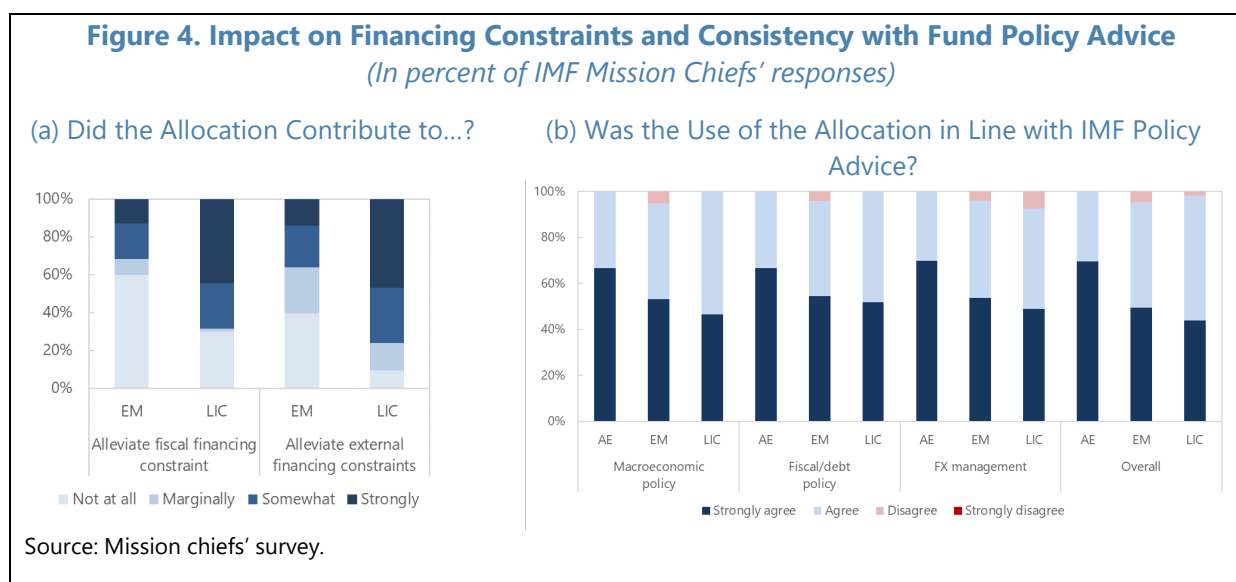 Figure 4. Impact on Financing Constraints and Consistency with Fund Policy Advice
(In percent of IMF Mission Chiefs’ responses)
(a) Did the Allocation Contribute to...?
100%
80%
60%
40%
20%
0%
EM LIC EM LIC
Alleviate fiscal financing constraint
Alleviate external financing constraints
Not at all Marginally Somewhat Strongly
(b) Was the Use of the Allocation in Line with IMF Policy
Advice?
100%
80%
60%
40%
20%
0%
AE EM LIC AE EM LIC AE EM LIC AE EM LIC
Macroeconomic policy
Fiscal/debt policy
FX management
Overall
Strongly agree Agree Disagree Strongly disagree
Source: Mission chiefs’ survey.